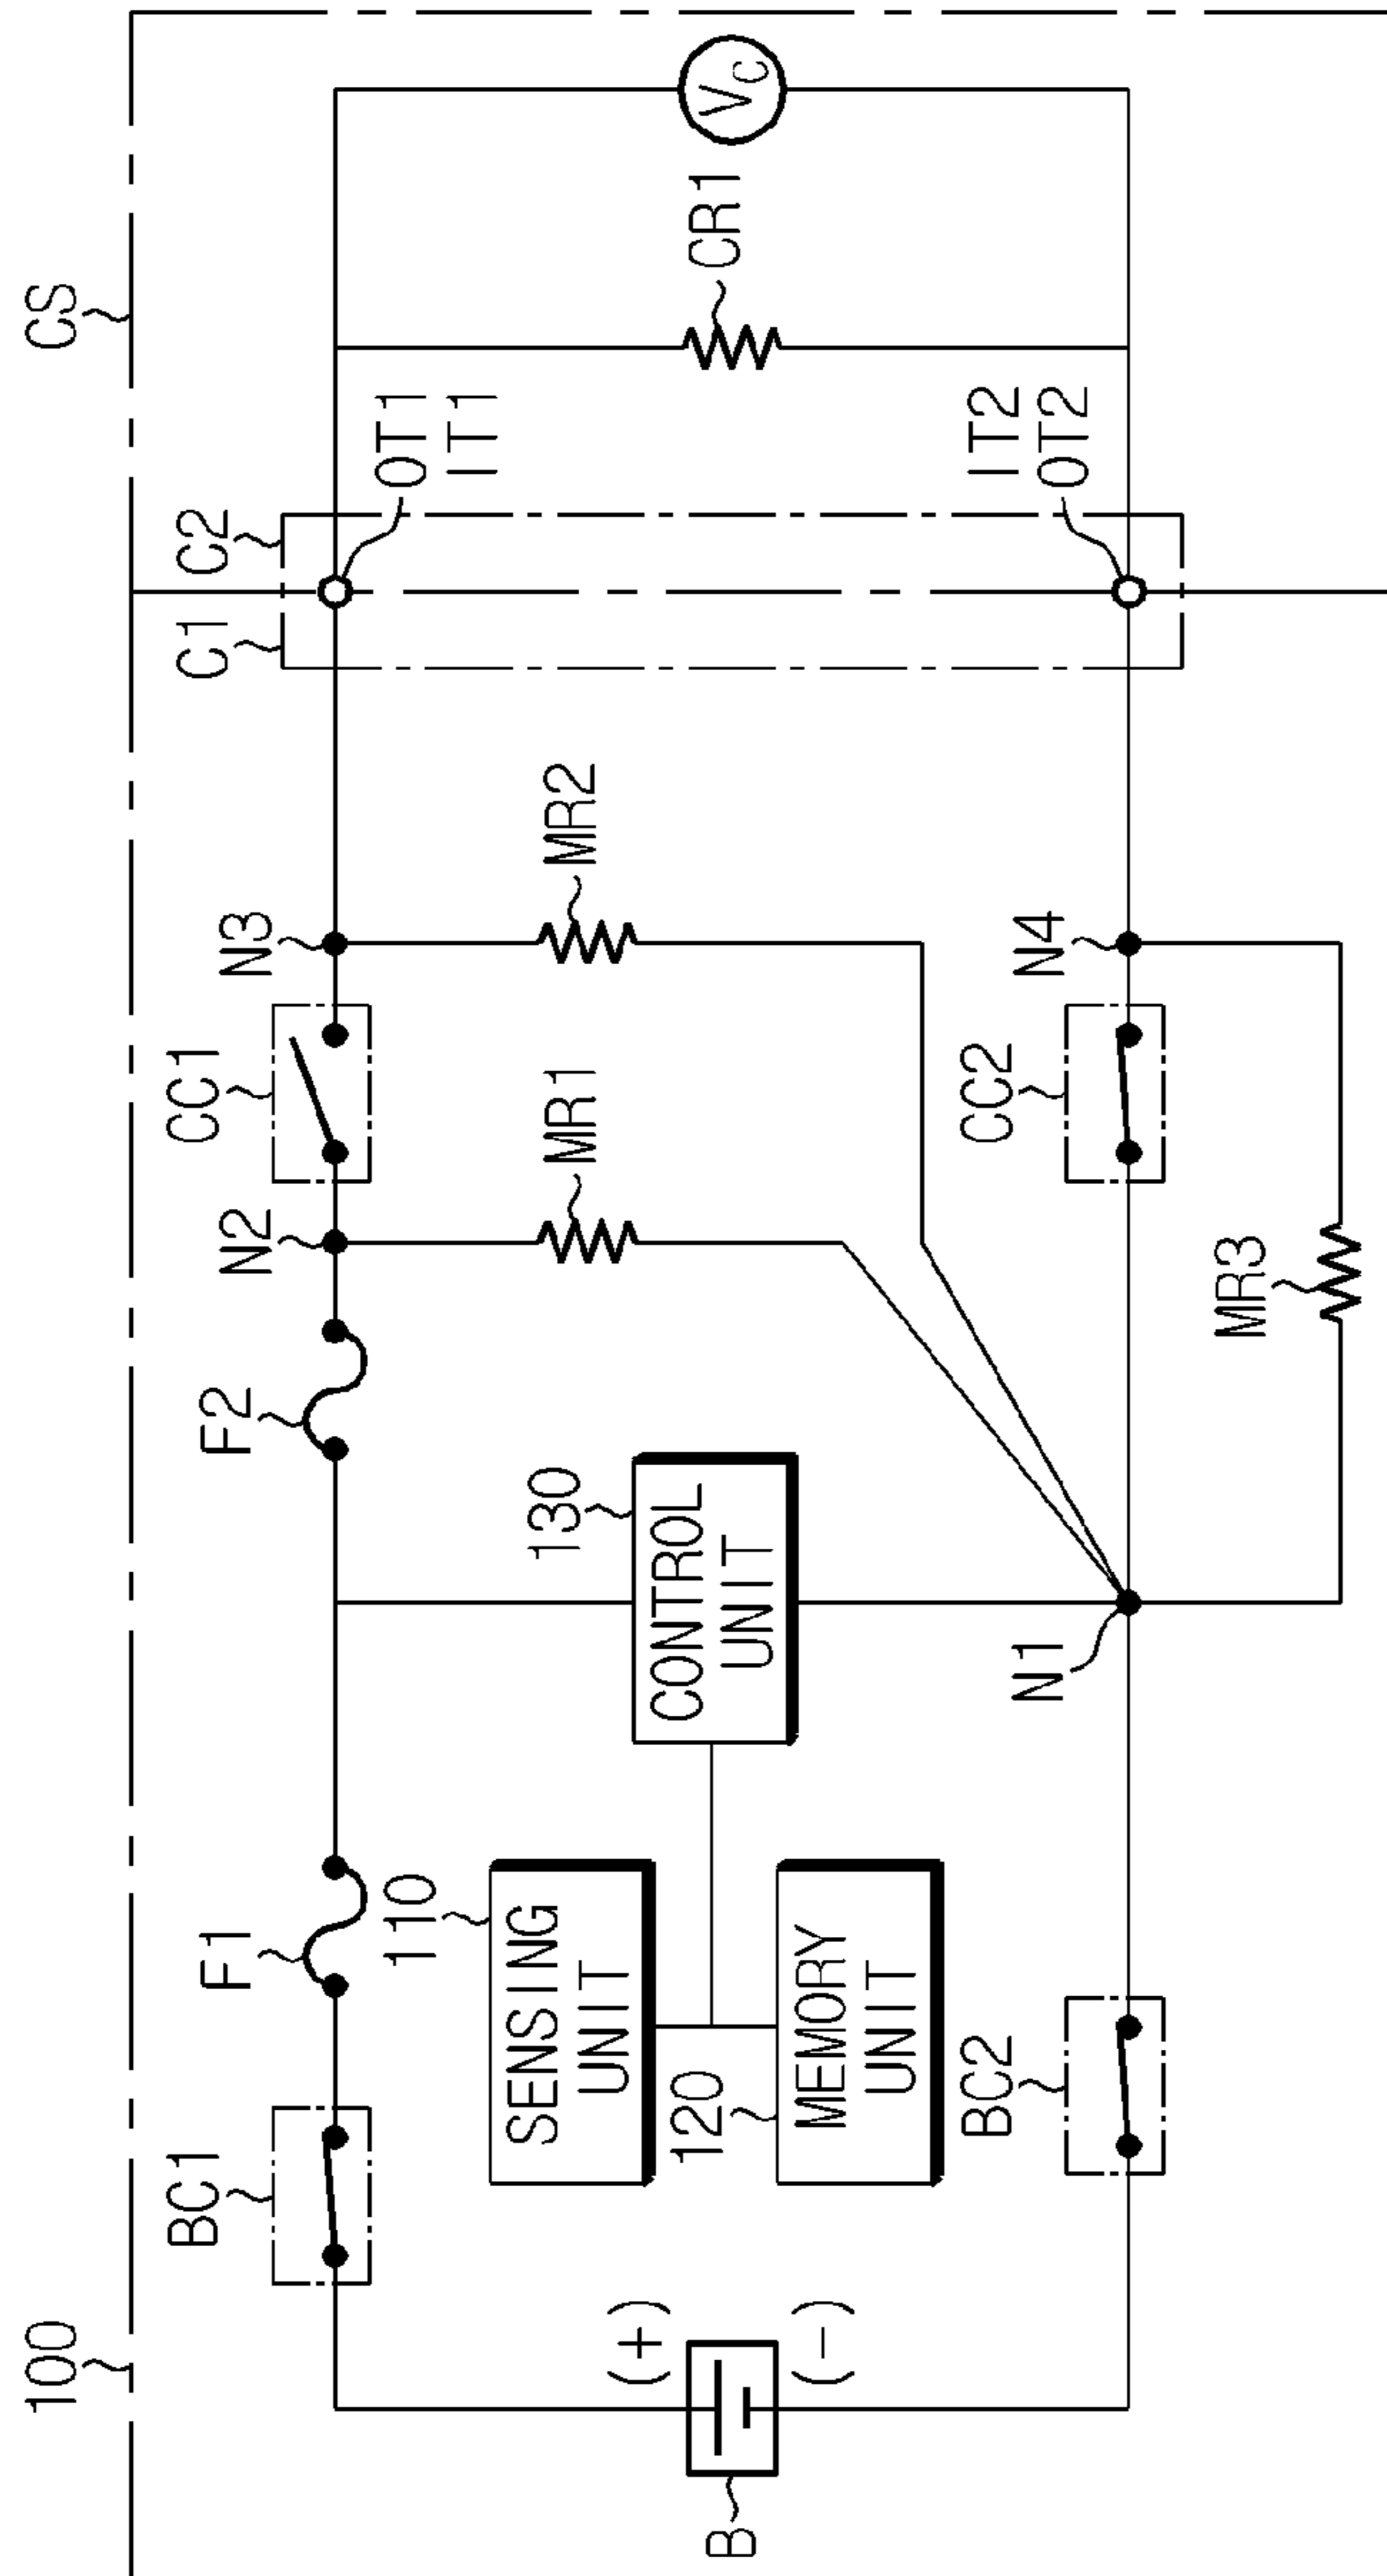 100
CS
BC1
F1
F2
N2
CC1
N3
C1
C2
OT1
IT1
110
SENSING
UNIT
130
CONTROL
UNIT
MR1
MR2
CR1
Vc
B
(+)
(-)
120
MEMORY
UNIT
BC2
N1
CC2
N4
IT2
OT2
MR3